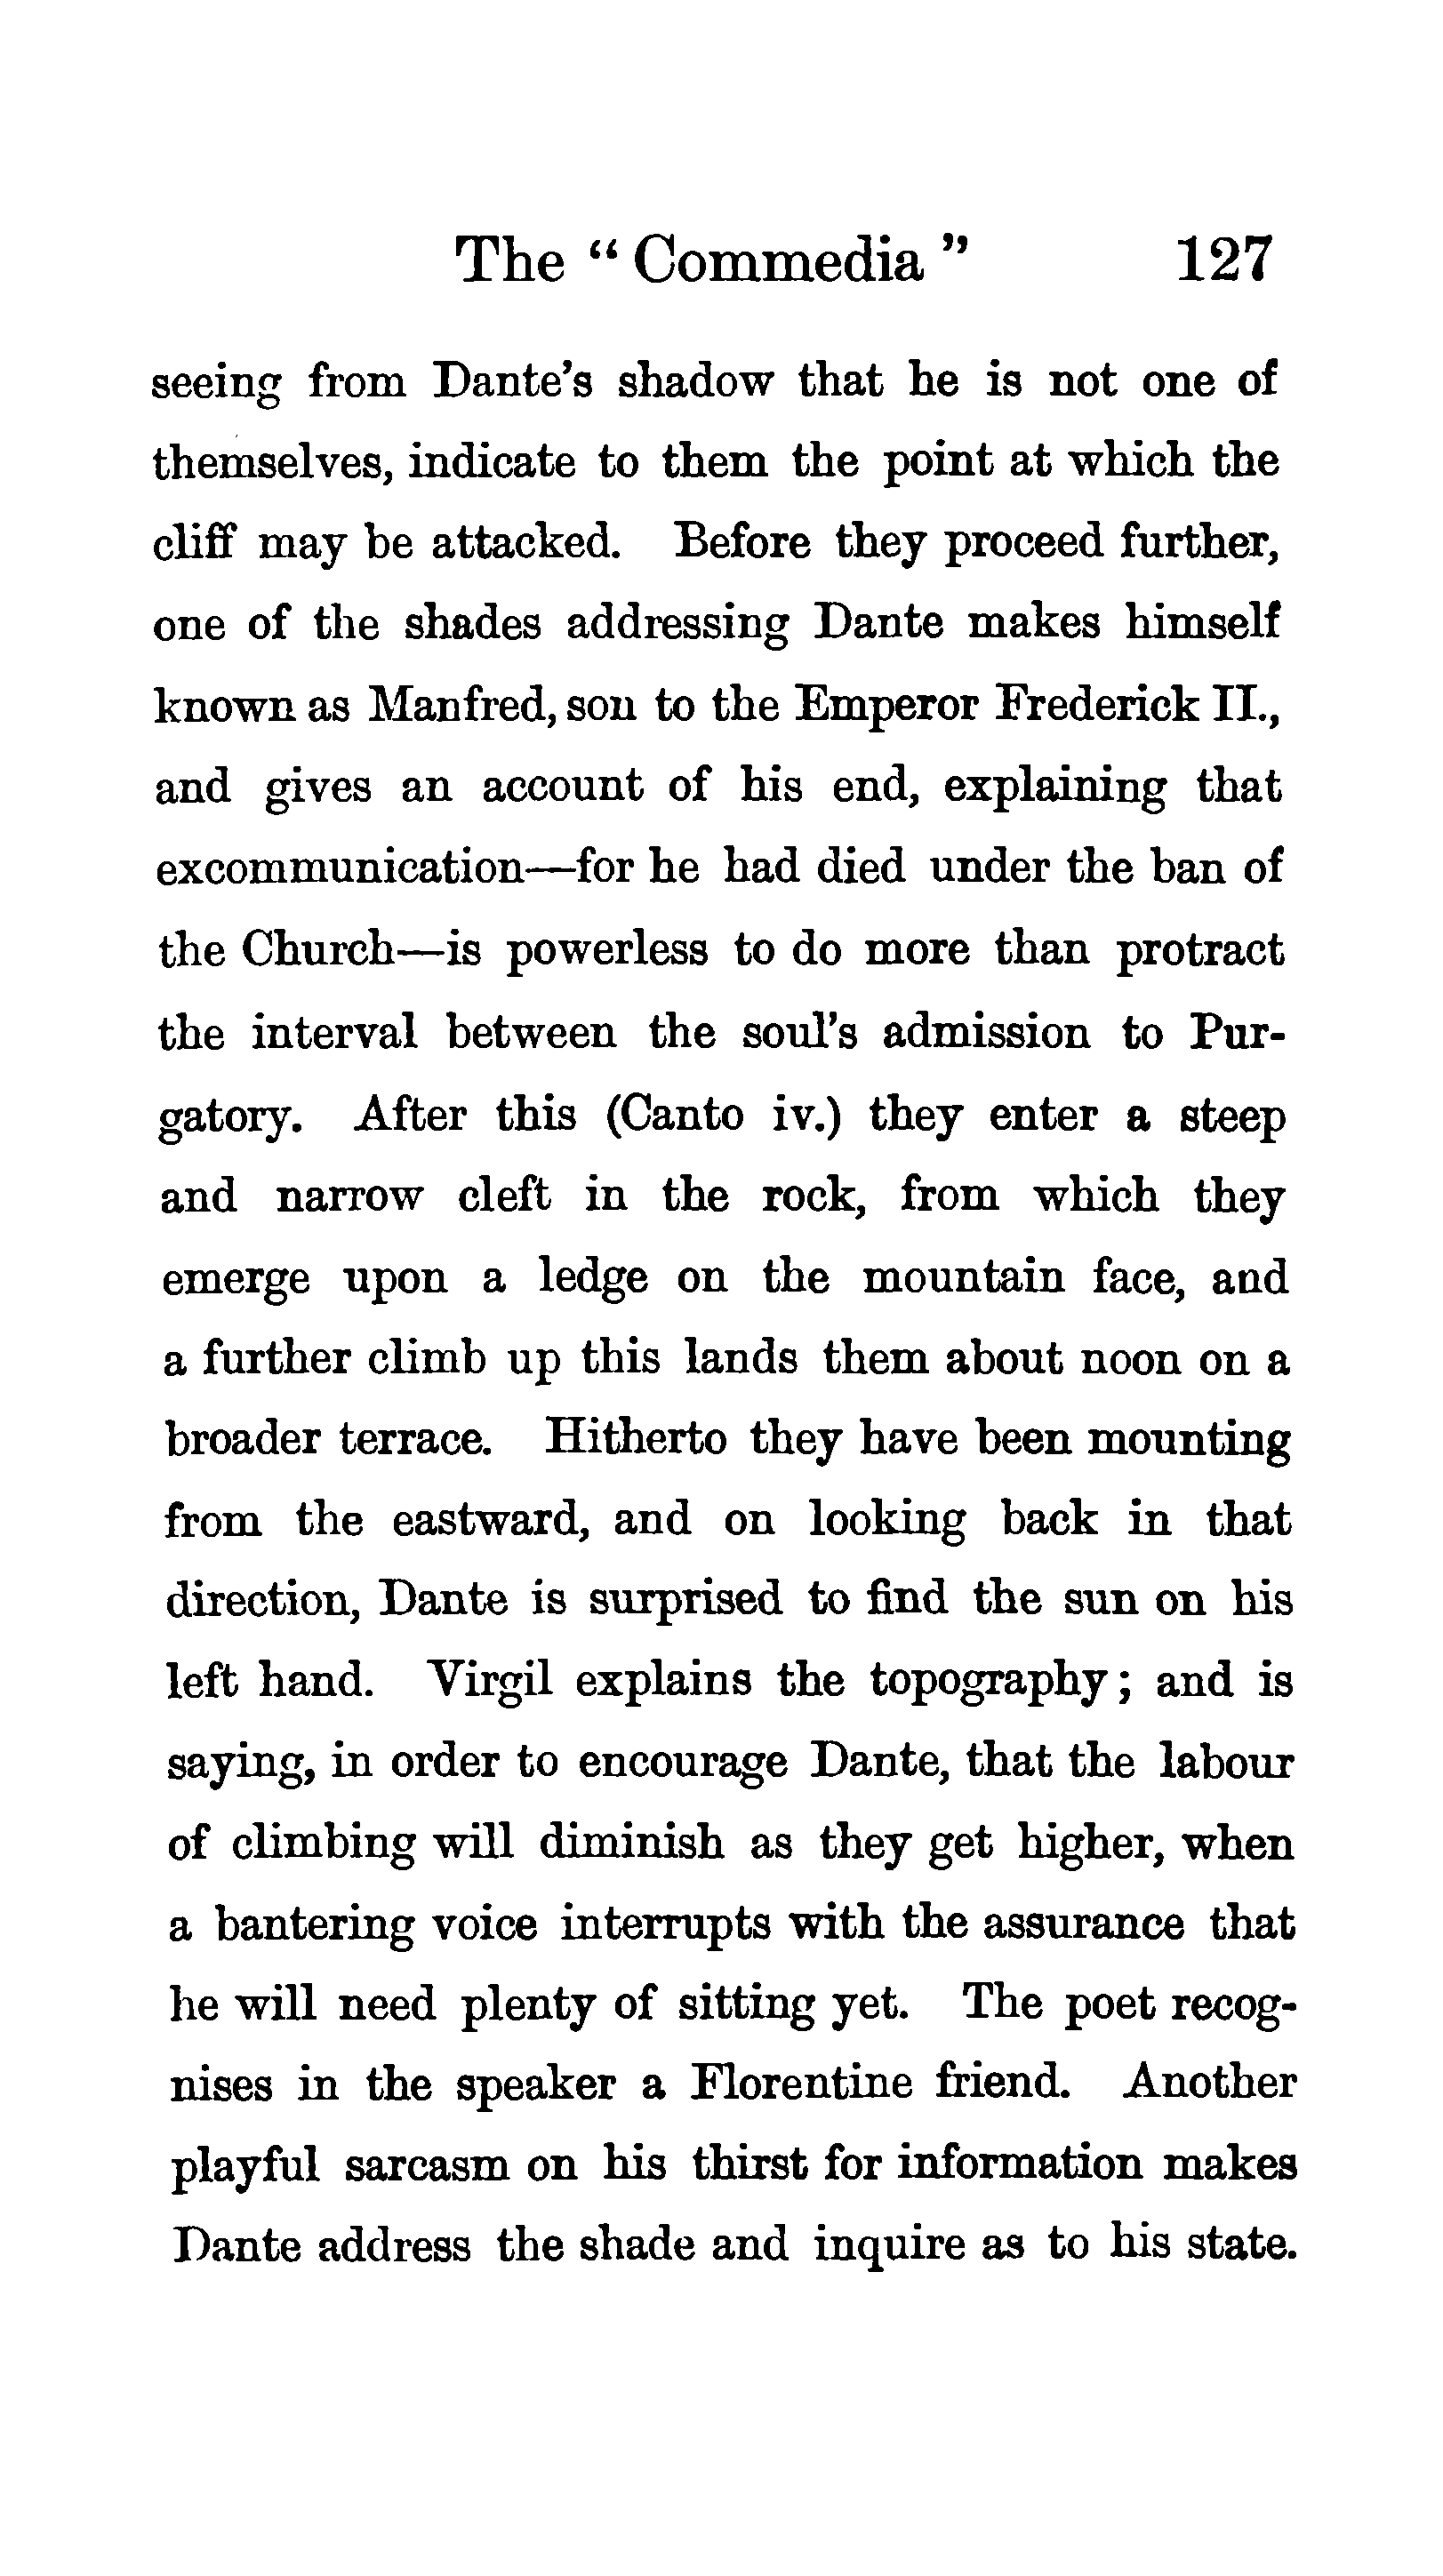 The “ Commedia ” 127
seeing from Dante’s shadow that he is not one of
themselves, indicate to them the point at which the
cliff may be attacked. Before they proceed further,
one of the shades addressing Dante makes himself
known as Manfred, son to the Emperor Frederick II.,
and gives an account of his end, explaining that
excommunication—for he had died under the ban of
the Church—is powerless to do more than protract
the interval between the soul’s admission to Pur-
gatory. After this (Canto iv.) they enter a steep
and narrow cleft in the rock, from which they
emerge upon a ledge on the mountain face, and
a further climb up this lands them about noon on a
broader terrace. Hitherto they have been mounting
from the eastward, and on looking back in that
direction, Dante is surprised to find the sun on his
left hand. Virgil explains the topography; and is
saying, in order to encourage Dante, that the labour
of climbing will diminish as they get higher, when
a bantering voice interrupts with the assurance that
he will need plenty of sitting yet. The poet recog-
nises in the speaker a Florentine friend. Another
playful sarcasm on his thirst for information makes
Dante address the shade and inquire as to his state.